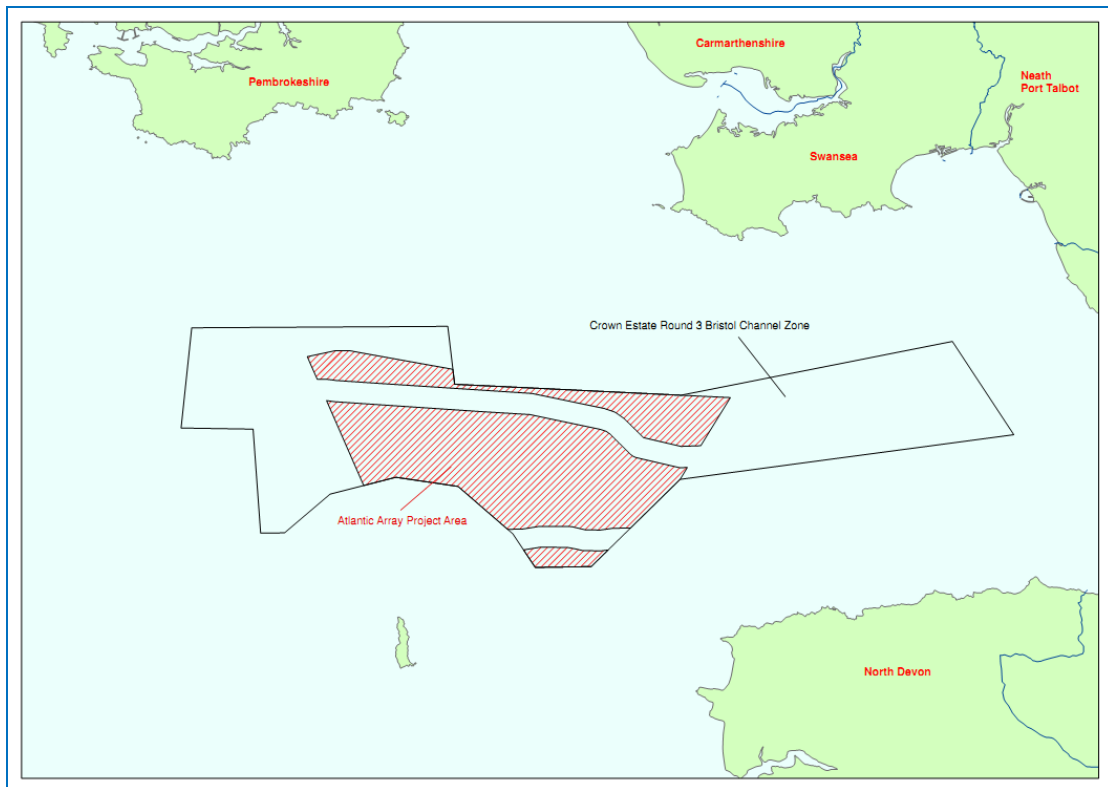 Carmarthenshire
Pembrokeshire
Neath
Port Talbot
Swansea
Crown Estate Round 3 Bristol Channel Zone
Atlantic Array Project Area
North Devon